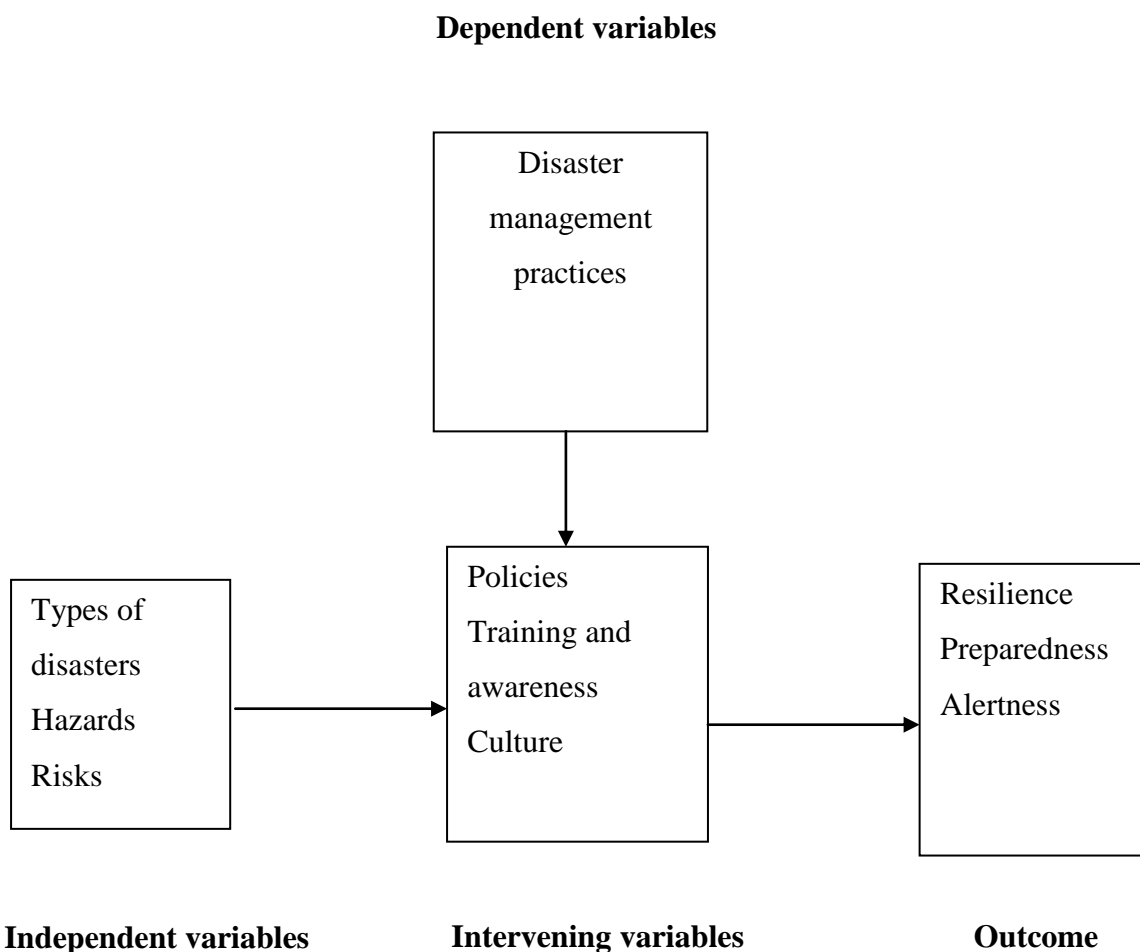 Dependent variables
Disaster
management
practices
Policies
Training and
awareness
Culture
Types of
disasters
Hazards
Risks
Resilience
Preparedness
Alertness
Independent variables
Intervening variables
Outcome